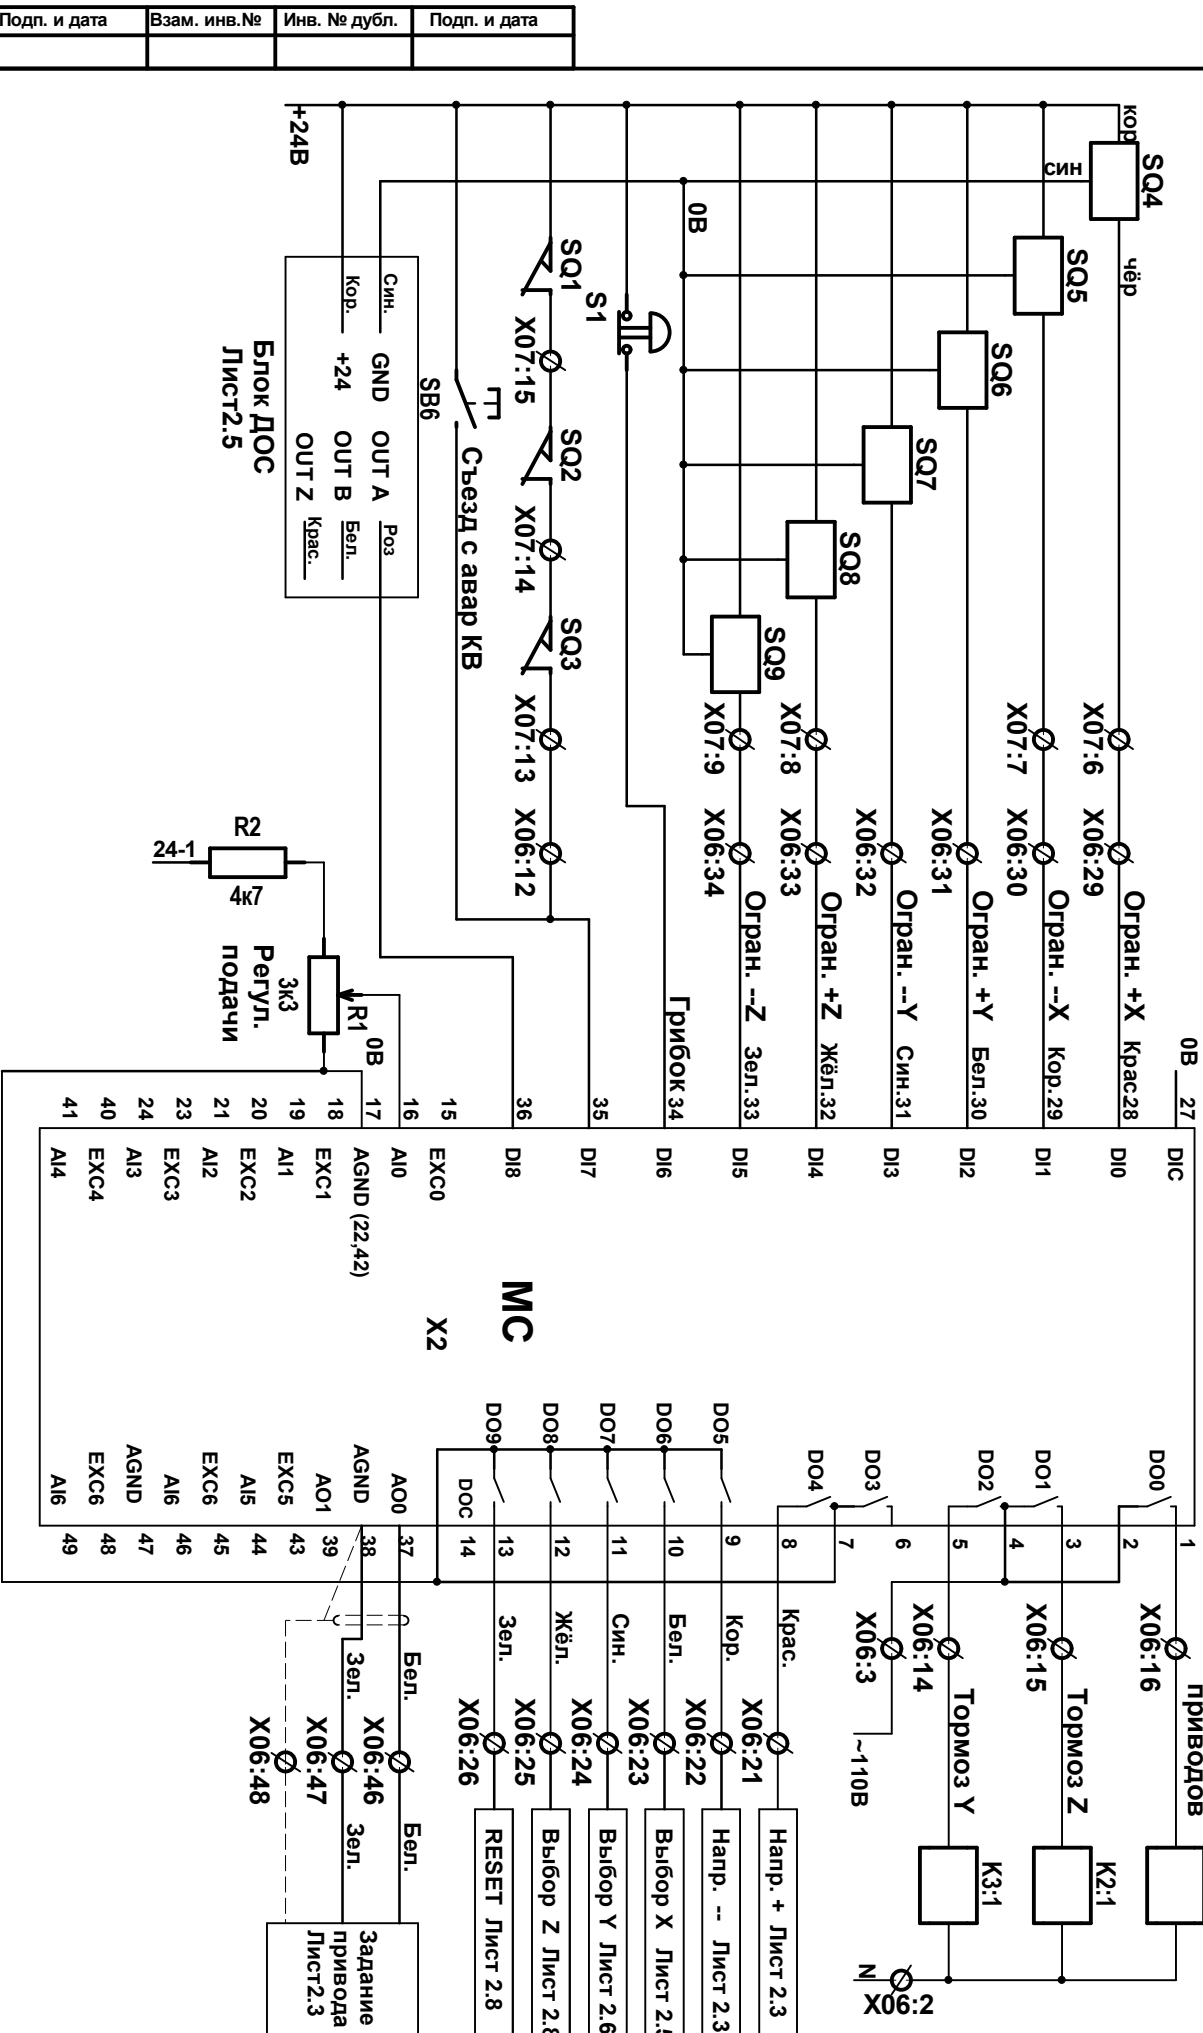 Подп. и дата
Взам. инв.№
Инв. № дубл.
Подп. и дата
+24В
кор
SQ4
син
чёр
0В
SQ5
SQ6
SQ7
SQ8
SQ9
SQ1
X07:15
SQ2
X07:14
SQ3
X07:13
X06:12
S1
SB6
Съезд с авар КВ
Син.
GND
OUT A
Роз
Кор.
+24
OUT B
Бел.
OUT Z
Крас.
Блок ДОС
Лист2.5
X07:6
X06:29
Огран. +X
Крас.
28
X07:7
X06:30
Огран. --X
Кор.
29
X06:31
Огран. +Y
Бел.
30
X06:32
Огран. --Y
Син.
31
X07:8
X06:33
Огран. +Z
Жёл.
32
X07:9
X06:34
Огран. --Z
Зел.
33
Грибок
34
35
36
0В
27
24-1
R2
4к7
R1
3к3
Регул.
подачи
0В
15
16
17
18
19
20
21
23
24
40
41
DIC
DI0
DI1
DI2
DI3
DI4
DI5
DI6
DI7
DI8
EXC0
AI0
AGND (22,42)
EXC1
AI1
EXC2
AI2
EXC3
AI3
EXC4
AI4
МС
X2
DO0
DO1
DO2
DO3
DO4
DO5
DO6
DO7
DO8
DO9
DOC
AO0
AGND
AO1
EXC5
AI5
EXC6
AI6
AGND
EXC6
AI6
1
2
3
4
5
6
7
8
9
10
11
12
13
14
37
38
39
43
44
45
46
47
48
49
X06:16
приводов
X06:15
Тормоз Z
K2:1
X06:14
Тормоз Y
K3:1
X06:3
~110В
N
X06:2
Крас.
X06:21
Напр. + Лист 2.3
Кор.
X06:22
Напр. -- Лист 2.3
Бел.
X06:23
Выбор X Лист 2.5
Син.
X06:24
Выбор Y Лист 2.6
Жёл.
X06:25
Выбор Z Лист 2.8
Зел.
X06:26
RESET Лист 2.8
Бел.
X06:46
Бел.
Зел.
X06:47
Зел.
X06:48
Задание
привода
Лист2.3